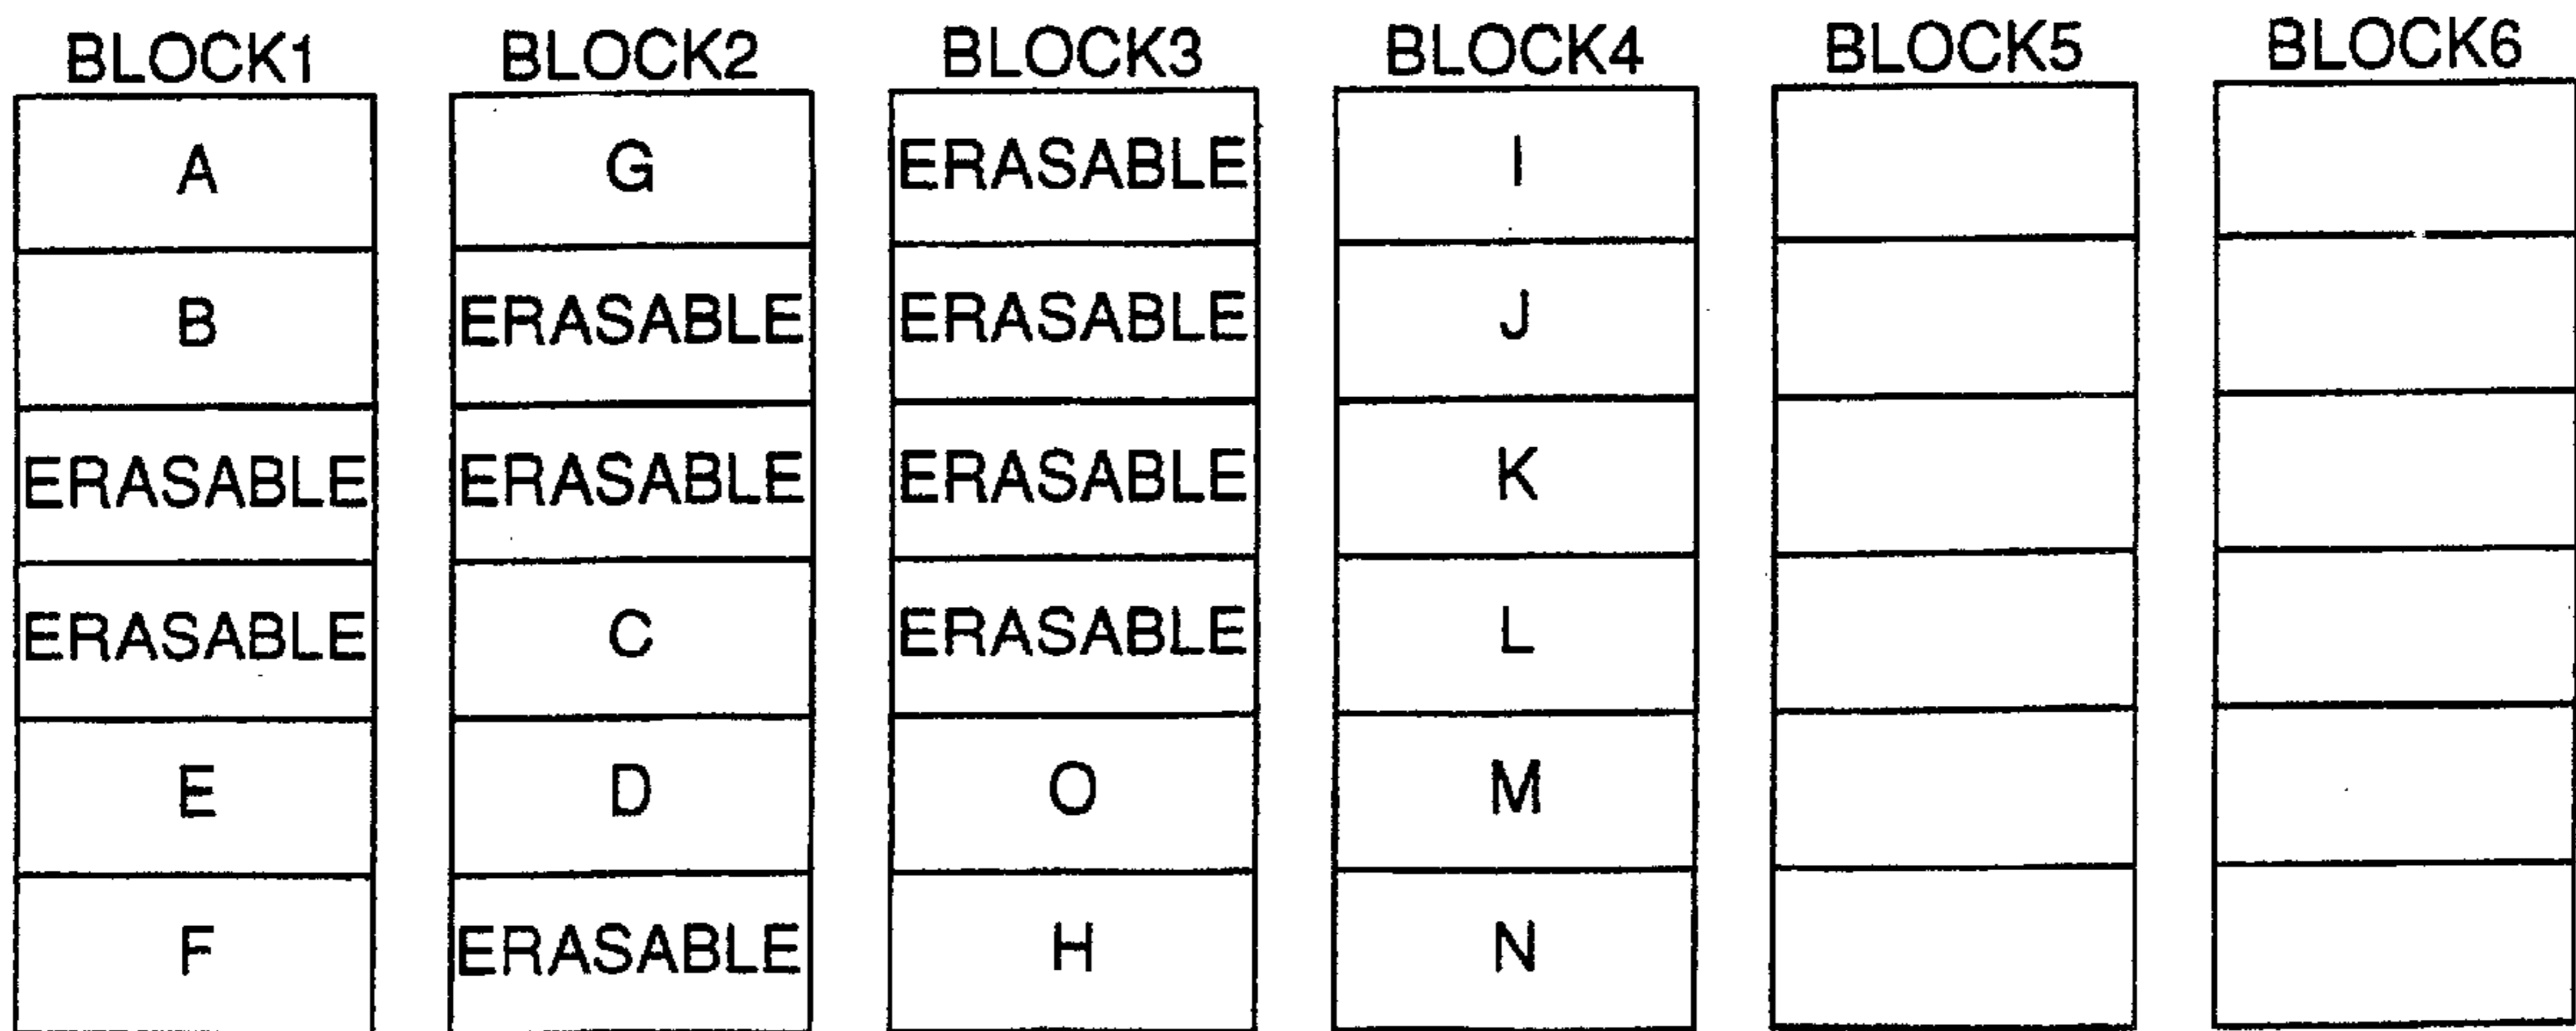 BLOCK1 BLOCK2 BLOCK3 BLOCK4 BLOCK5 BLOCK6
A G ERASABLE I
B ERASABLE ERASABLE J
ERASABLE ERASABLE ERASABLE K
ERASABLE C ERASABLE L
E D O M
F ERASABLE H N